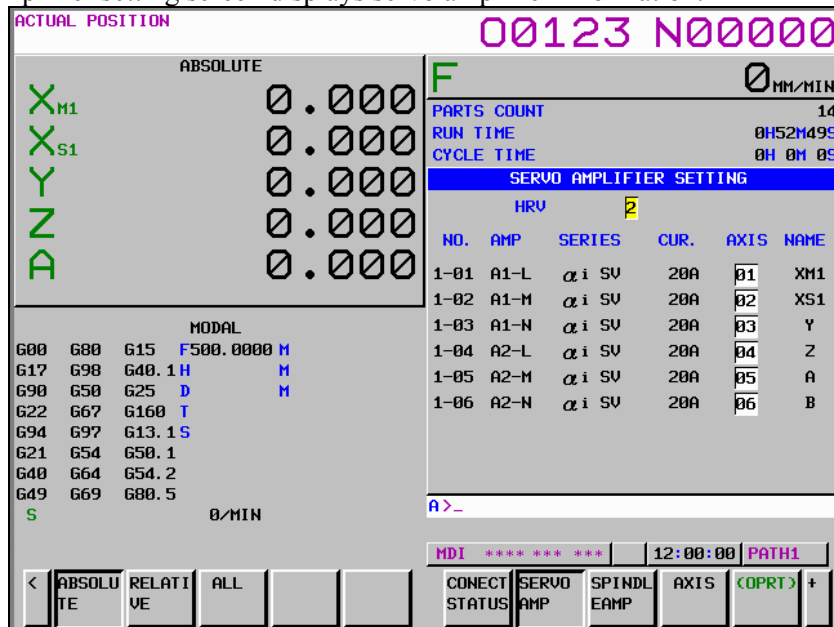 ACTUAL POSITION
O0123 N00000
ABSOLUTE
XM1 0.000
XS1 0.000
Y 0.000
Z 0.000
A 0.000
F 0 MM/MIN
PARTS COUNT 14
RUN TIME 0H52M49S
CYCLE TIME 0H 0M 0S
SERVO AMPLIFIER SETTING
HRV 2
NO. AMP SERIES CUR. AXIS NAME
1-01 A1-L αi SV 20A 01 XM1
1-02 A1-M αi SV 20A 02 XS1
1-03 A1-N αi SV 20A 03 Y
1-04 A2-L αi SV 20A 04 Z
1-05 A2-M αi SV 20A 05 A
1-06 A2-N αi SV 20A 06 B
MODAL
G00 G80 G15 F500.0000 M
G17 G98 G40.1 H M
G90 G50 G25 D M
G22 G67 G160 T
G94 G97 G13.1 S
G21 G54 G50.1
G40 G64 G54.2
G49 G69 G80.5
S 0/MIN
A>_
MDI **** *** *** 12:00:00 PATH1
< ABSOLU
TE
RELATI
VE
ALL
CONECT
STATUS
SERVO
AMP
SPINDL
EAMP
AXIS
(OPRT) +